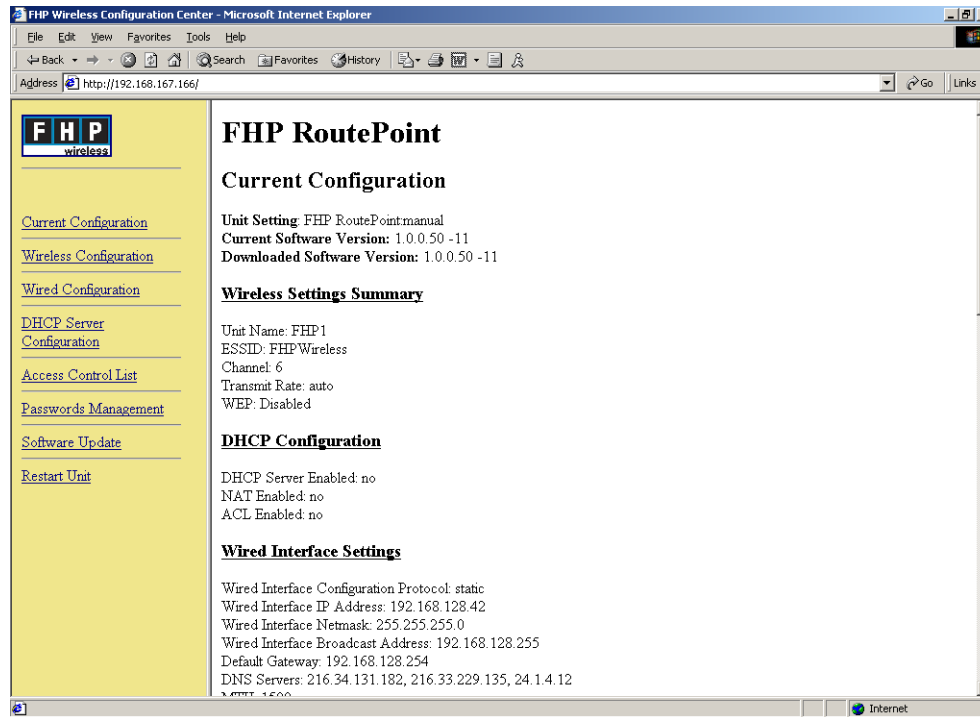 FHP Wireless Configuration Center - Microsoft Internet Explorer
File Edit View Favorites Tools Help
Back Search Favorites History
Address http://192.168.167.166/ Go Links
FHP
wireless
Current Configuration
Wireless Configuration
Wired Configuration
DHCP Server
Configuration
Access Control List
Passwords Management
Software Update
Restart Unit
FHP RoutePoint
Current Configuration
Unit Setting: FHP RoutePoint:manual
Current Software Version: 1.0.0.50 -11
Downloaded Software Version: 1.0.0.50 -11
Wireless Settings Summary
Unit Name: FHP1
ESSID: FHPWireless
Channel: 6
Transmit Rate: auto
WEP: Disabled
DHCP Configuration
DHCP Server Enabled: no
NAT Enabled: no
ACL Enabled: no
Wired Interface Settings
Wired Interface Configuration Protocol: static
Wired Interface IP Address: 192.168.128.42
Wired Interface Netmask: 255.255.255.0
Wired Interface Broadcast Address: 192.168.128.255
Default Gateway: 192.168.128.254
DNS Servers: 216.34.131.182, 216.33.229.135, 24.1.4.12
MTU: 1500
Internet